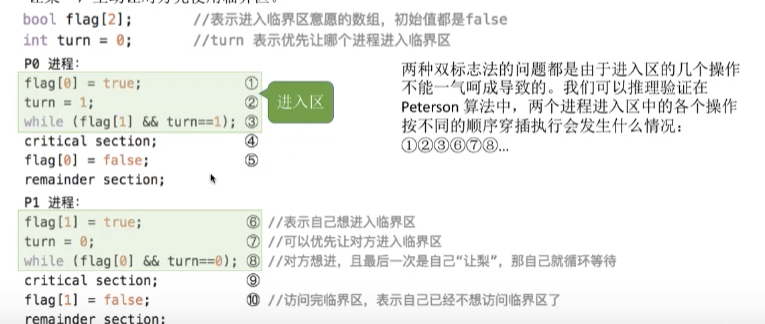 bool flag[2]; //表示进入临界区意愿的数组，初始值都是false
int turn = 0; //turn 表示优先让哪个进程进入临界区
P0 进程：
flag[0] = true; ①
turn = 1; ②
while (flag[1] && turn==1); ③
critical section; ④
flag[0] = false; ⑤
remainder section;
进入区
两种双标志法的问题都是由于进入区的几个操作
不能一气呵成导致的。我们可以推理验证在
Peterson 算法中，两个进程进入区中的各个操作
按不同的顺序穿插执行会发生什么情况：
①②③⑥⑦⑧...
P1 进程：
flag[1] = true; ⑥ //表示自己想进入临界区
turn = 0; ⑦ //可以优先让对方进入临界区
while (flag[0] && turn==0); ⑧ //对方想进，且最后一次是自己“让梨”，那自己就循环等待
critical section; ⑨
flag[1] = false; ⑩ //访问完临界区，表示自己已经不想访问临界区了
remainder section;